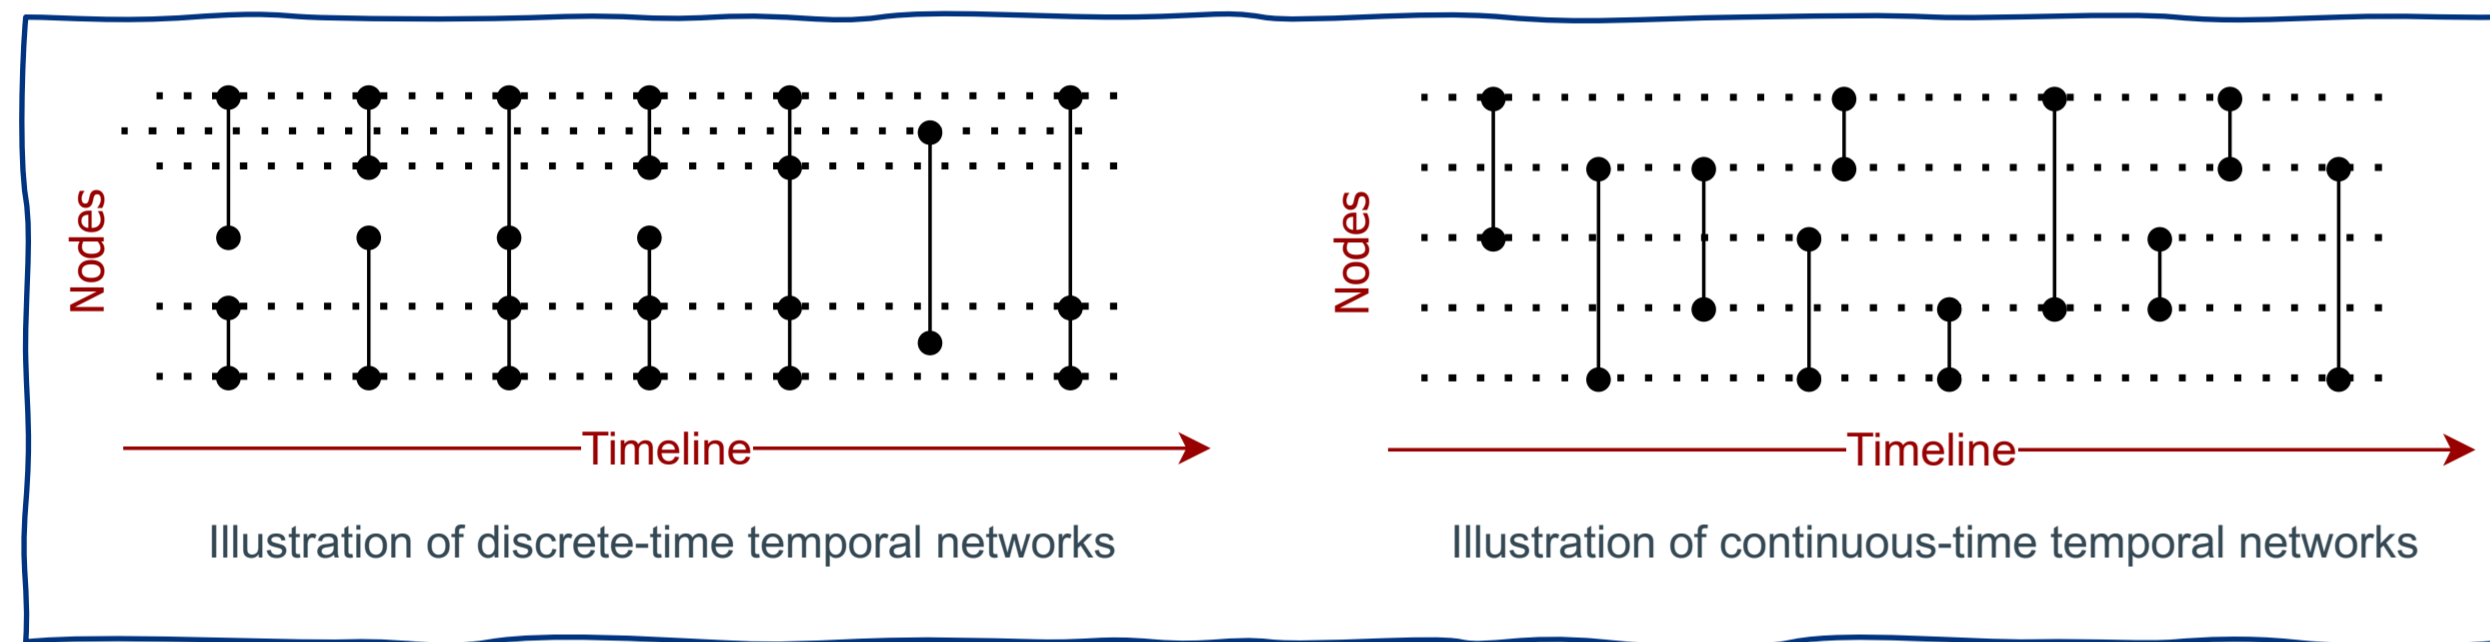 Nodes
Timeline
Illustration of discrete-time temporal networks
Nodes
Timeline
Illustration of continuous-time temporal networks